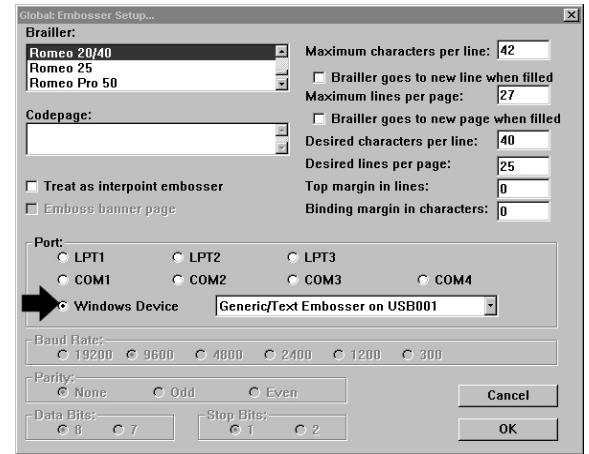 Global: Embosser Setup...
Brailler:
Romeo 20/40
Romeo 25
Romeo Pro 50
Codepage:
Treat as interpoint embosser
Emboss banner page
Maximum characters per line: 42
Brailler goes to new line when filled
Maximum lines per page: 27
Brailler goes to new page when filled
Desired characters per line: 40
Desired lines per page: 25
Top margin in lines: 0
Binding margin in characters: 0
Port:
LPT1 LPT2 LPT3
COM1 COM2 COM3 COM4
Windows Device Generic/Text Embosser on USB001
Baud Rate:
19200 9600 4800 2400 1200 300
Parity:
None Odd Even
Data Bits:
8 7
Stop Bits:
1 2
Cancel
OK